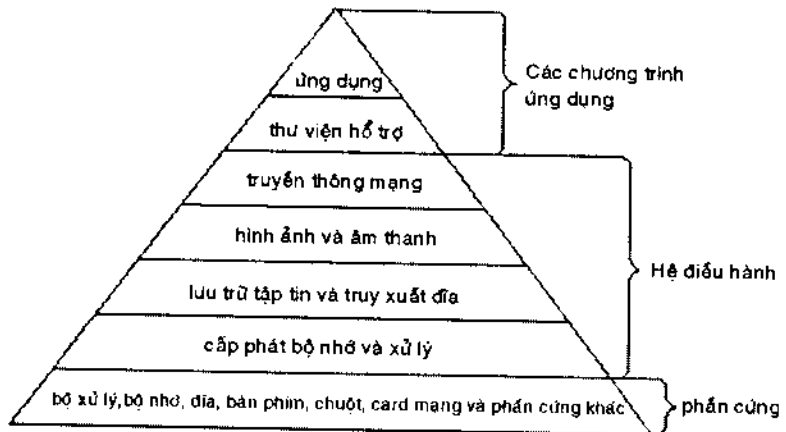 ứng dụng
thư viện hổ trợ
truyền thông mạng
hình ảnh và âm thanh
lưu trữ tập tin và truy xuất đĩa
cấp phát bộ nhớ và xử lý
bộ xử lý, bộ nhớ, đĩa, bàn phím, chuột, card mạng và phần cứng khác
Các chương trình
ứng dụng
Hệ điều hành
phần cứng